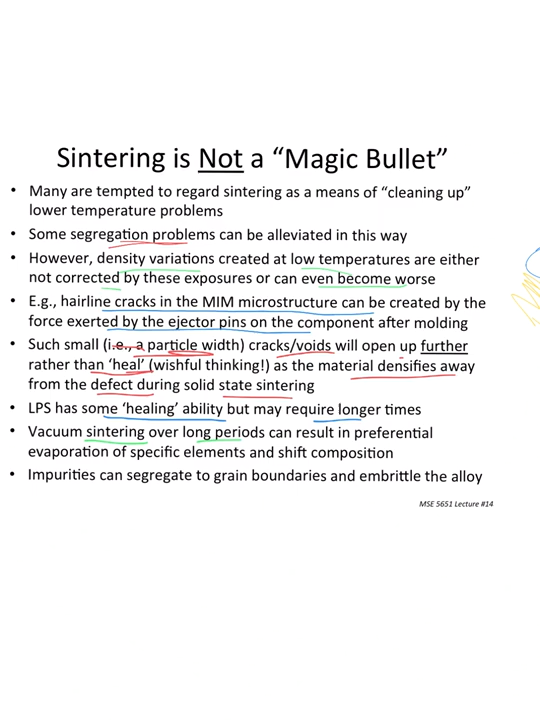 Sintering is Not a “Magic Bullet”
• Many are tempted to regard sintering as a means of “cleaning up”
lower temperature problems
• Some segregation problems can be alleviated in this way
• However, density variations created at low temperatures are either
not corrected by these exposures or can even become worse
• E.g., hairline cracks in the MIM microstructure can be created by the
force exerted by the ejector pins on the component after molding
• Such small (i.e., a particle width) cracks/voids will open up further
rather than ‘heal’ (wishful thinking!) as the material densifies away
from the defect during solid state sintering
• LPS has some ‘healing’ ability but may require longer times
• Vacuum sintering over long periods can result in preferential
evaporation of specific elements and shift composition
• Impurities can segregate to grain boundaries and embrittle the alloy
MSE 5651 Lecture #14